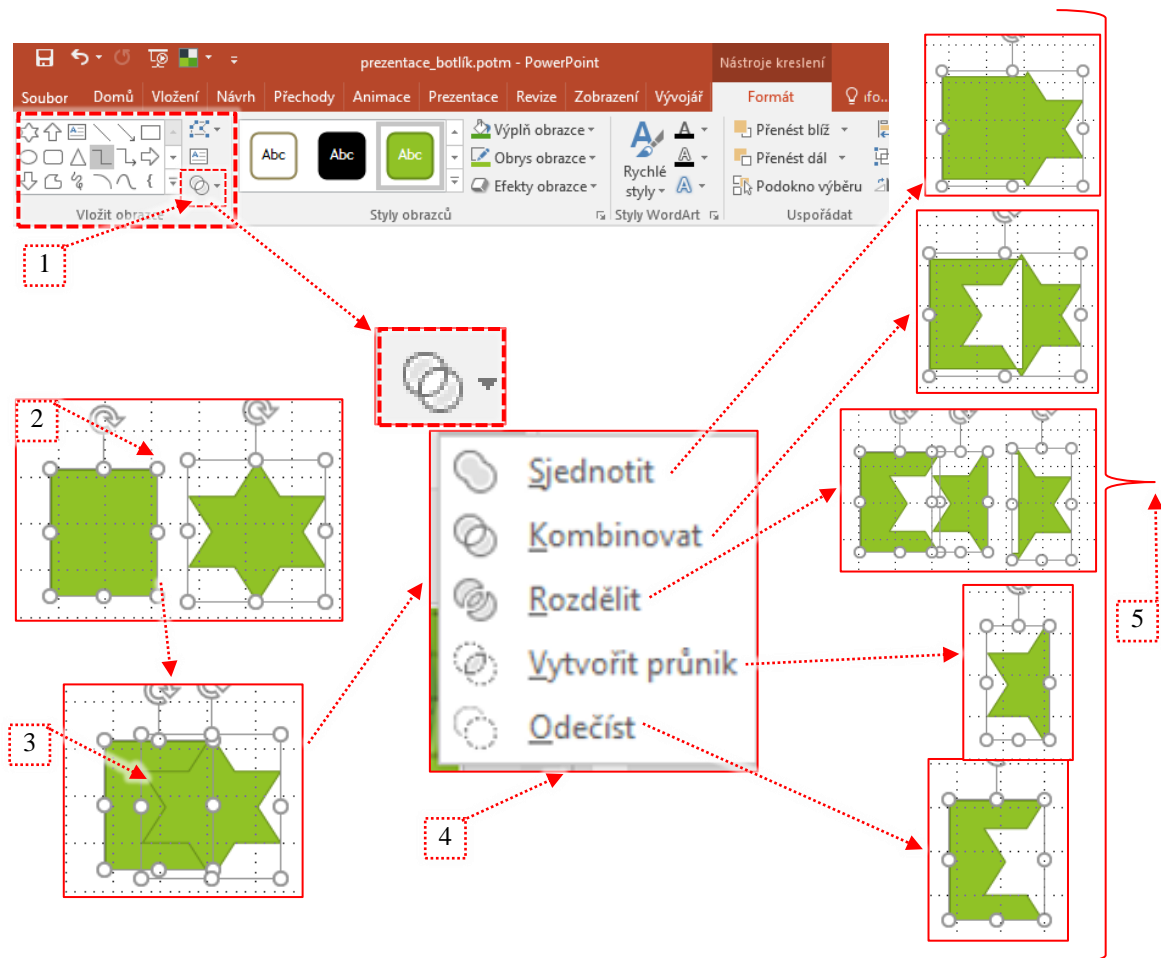 prezentace_botlík.potm - PowerPoint
Nástroje kreslení
Soubor Domů Vložení Návrh Přechody Animace Prezentace Revize Zobrazení Vývojář Formát
Abc Abc Abc
Výplň obrazce
Obrys obrazce
Efekty obrazce
Rychlé
styly
Přenést blíž
Přenést dál
Podokno výběru
Vložit obrazce
Styly obrazců
Styly WordArt
Uspořádat
1
2
3
Sjednotit
Kombinovat
Rozdělit
Vytvořit průnik
Odečíst
4
5